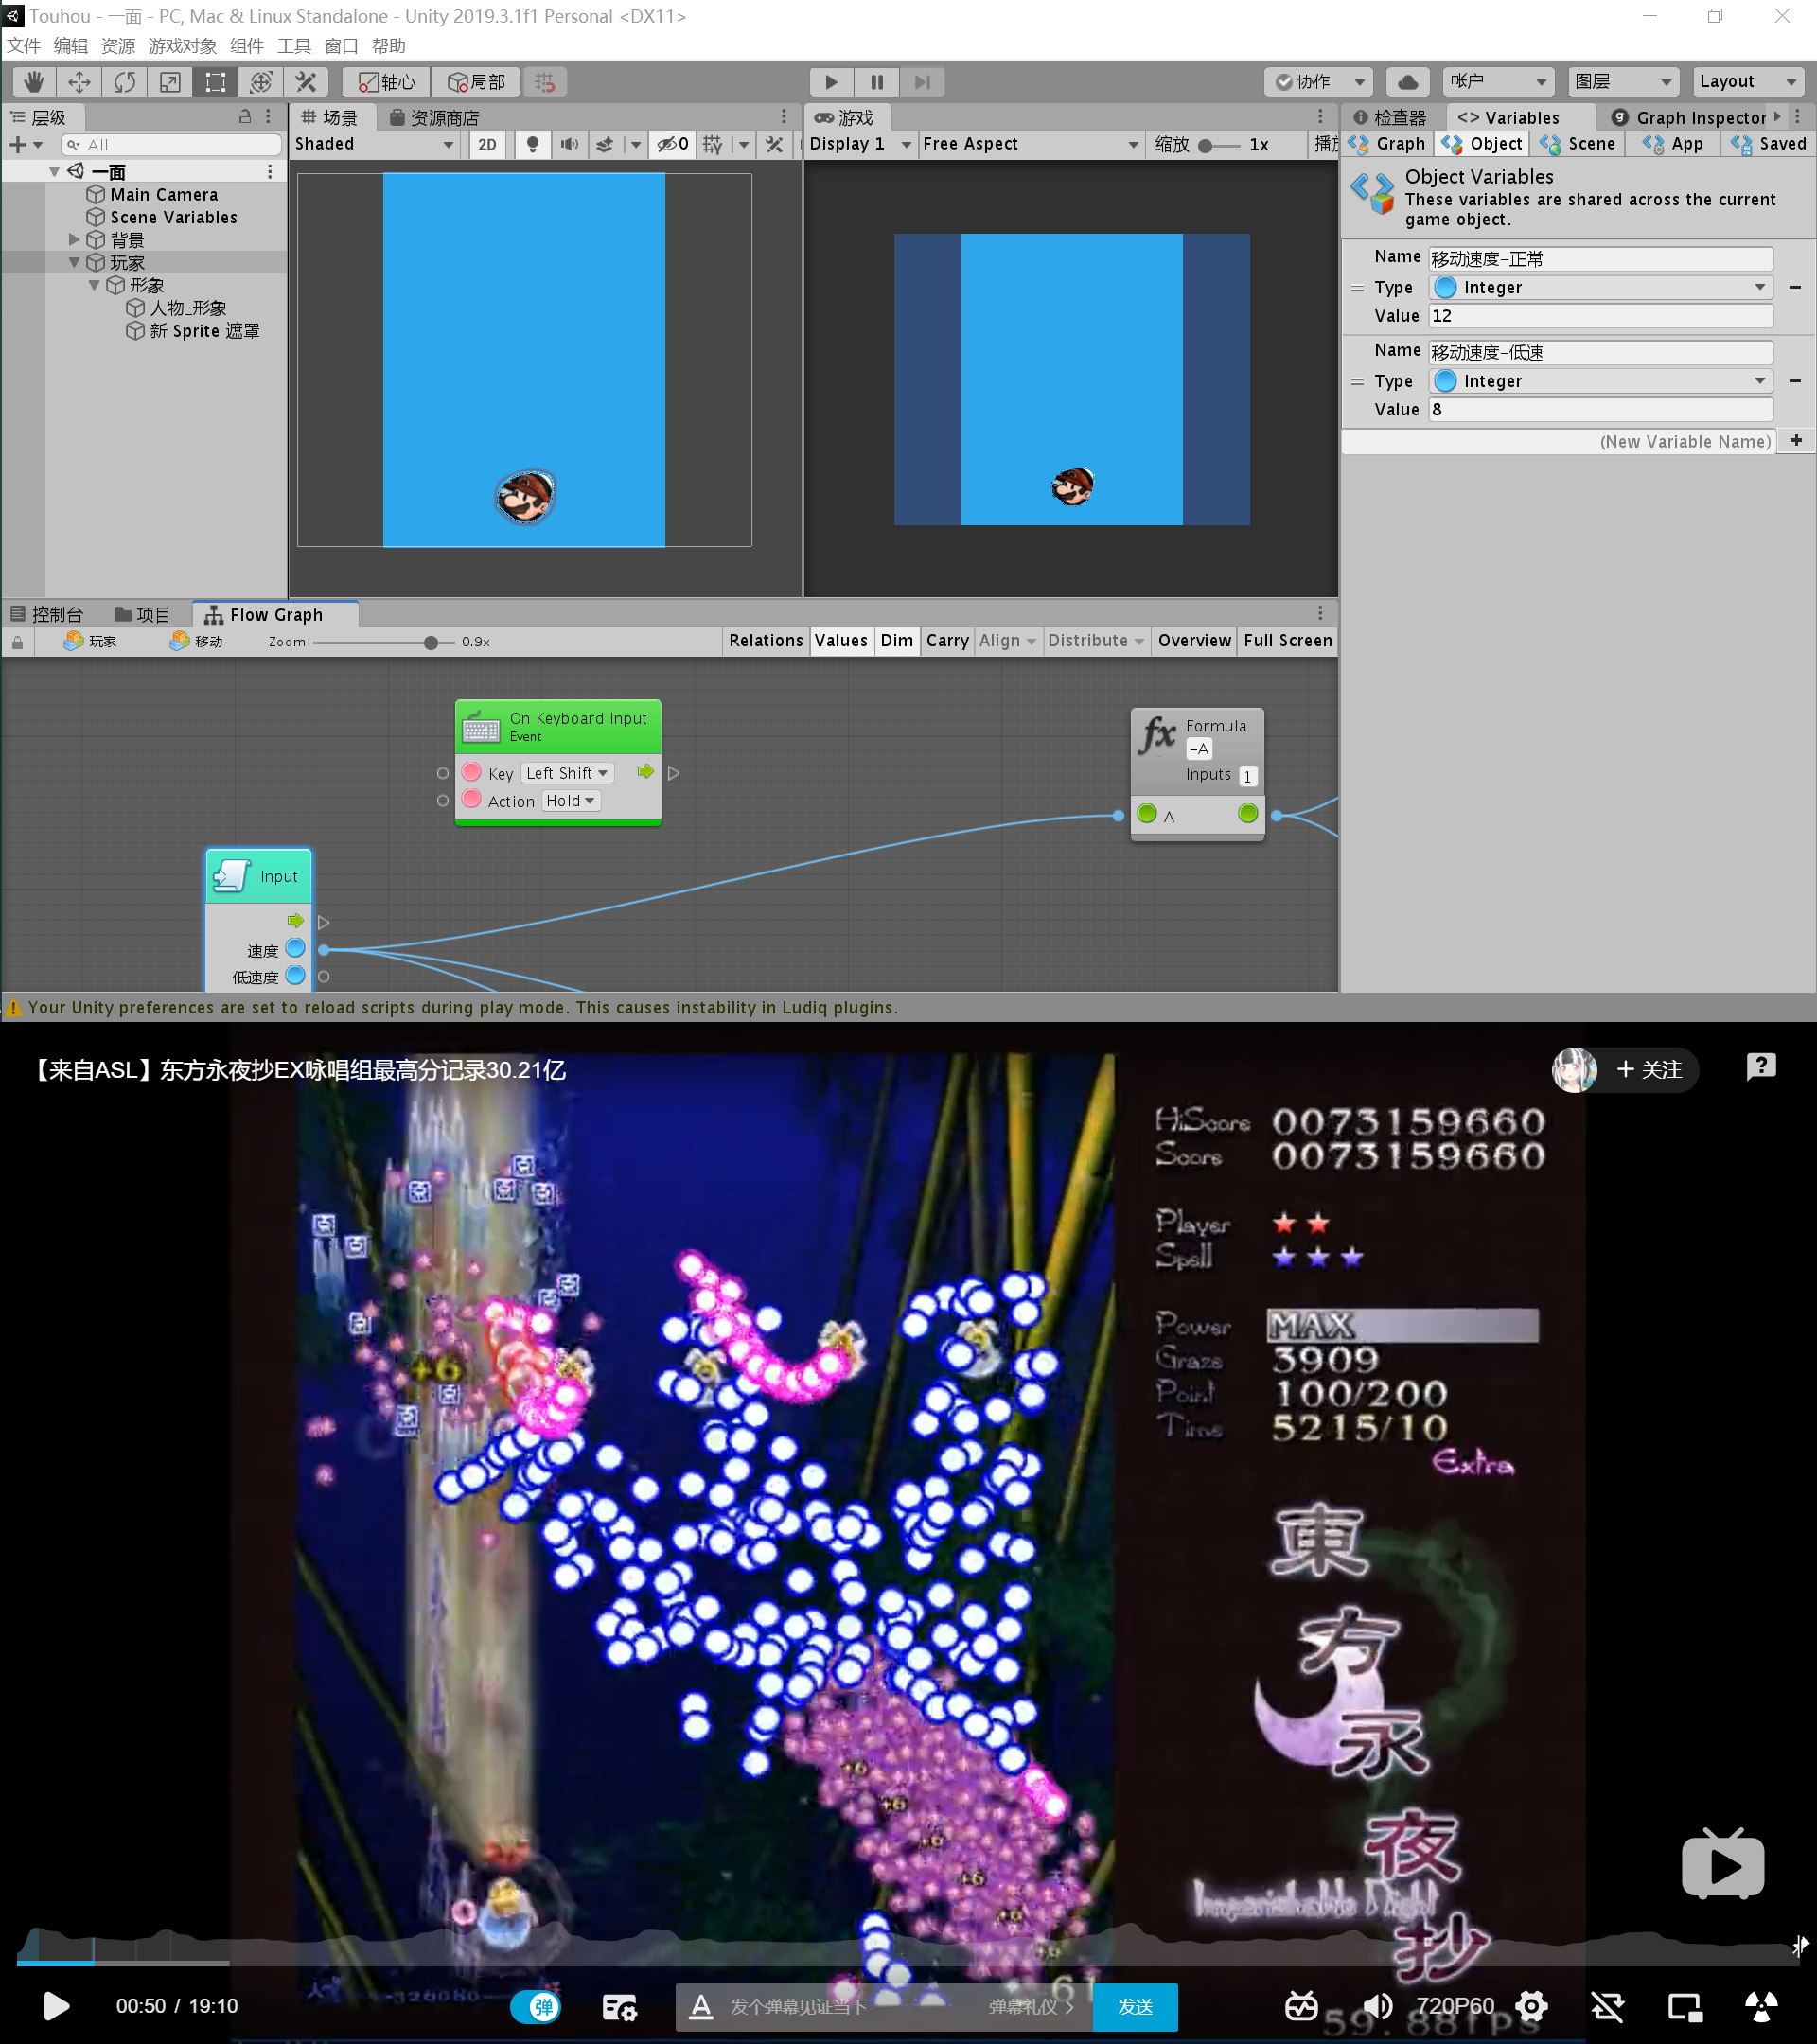 Touhou - 一面 - PC, Mac & Linux Standalone - Unity 2019.3.1f1 Personal <DX11>
文件 编辑 资源 游戏对象 组件 工具 窗口 帮助
轴心 局部 协作 帐户 图层 Layout
层级 场景 资源商店 游戏 检查器 <> Variables Graph Inspector
All Shaded 2D 0 Display 1 Free Aspect 缩放 1x Graph Object Scene App Saved
一面
Main Camera
Scene Variables
背景
玩家
形象
人物_形象
新 Sprite 遮罩
Object Variables
These variables are shared across the current
game object.
Name 移动速度-正常
Type Integer
Value 12
Name 移动速度-低速
Type Integer
Value 8
(New Variable Name)
控制台 项目 Flow Graph
玩家 移动 Zoom 0.9x Relations Values Dim Carry Align Distribute Overview Full Screen
On Keyboard Input
Event
Key Left Shift
Action Hold
fx Formula
-A
Inputs 1
A
Input
速度
低速度
Your Unity preferences are set to reload scripts during play mode. This causes instability in Ludiq plugins.
【来自ASL】东方永夜抄EX咏唱组最高分记录30.21亿
+ 关注
HiScore 0073159660
Score 0073159660
Player
Spell
Power MAX
Graze 3909
Point 100/200
Time 5215/10
Extra
東
方
永
夜
抄
Imperishable Night
+6
+6
+6
+6
+6
+6
00:50 / 19:10
弹
发个弹幕见证当下
弹幕礼仪 >
发送
720P60
59.88fps